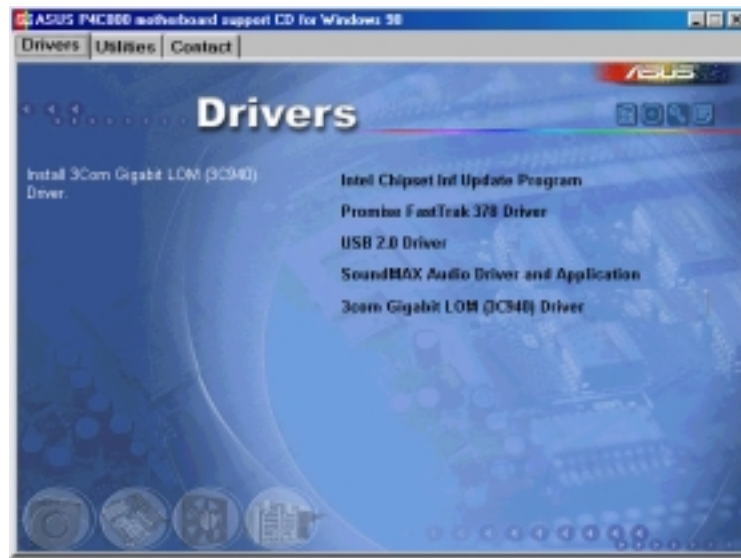 ASUS P4C800 motherboard support CD for Windows 98
Drivers Utilities Contact
ASUS
Drivers
Install 3Com Gigabit LOM (3C940)
Driver.
Intel Chipset Inf Update Program
Promise FastTrak 378 Driver
USB 2.0 Driver
SoundMAX Audio Driver and Application
3com Gigabit LOM (3C940) Driver